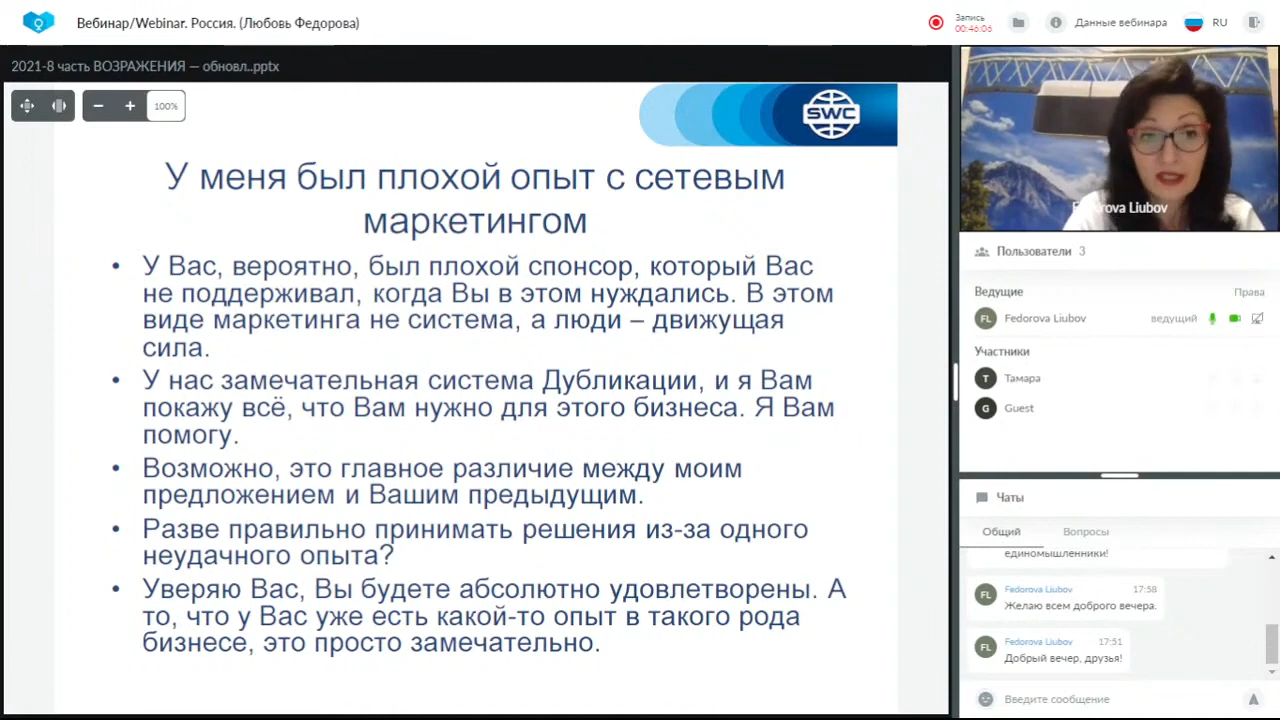 Вебинар/Webinar. Россия. (Любовь Федорова)
Запись
00:46:06
Данные вебинара
RU
2021-8 часть ВОЗРАЖЕНИЯ — обновл..pptx
100%
SWC
У меня был плохой опыт с сетевым
маркетингом
• У Вас, вероятно, был плохой спонсор, который Вас
не поддерживал, когда Вы в этом нуждались. В этом
виде маркетинга не система, а люди – движущая
сила.
• У нас замечательная система Дубликации, и я Вам
покажу всё, что Вам нужно для этого бизнеса. Я Вам
помогу.
• Возможно, это главное различие между моим
предложением и Вашим предыдущим.
• Разве правильно принимать решения из-за одного
неудачного опыта?
• Уверяю Вас, Вы будете абсолютно удовлетворены. А
то, что у Вас уже есть какой-то опыт в такого рода
бизнесе, это просто замечательно.
Fedorova Liubov
Пользователи 3
Ведущие Права
FL Fedorova Liubov ведущий
Участники
T Тамара
G Guest
Чаты
Общий Вопросы
единомышленники!
FL Fedorova Liubov 17:58
Желаю всем доброго вечера.
FL Fedorova Liubov 17:51
Добрый вечер, друзья!
Введите сообщение